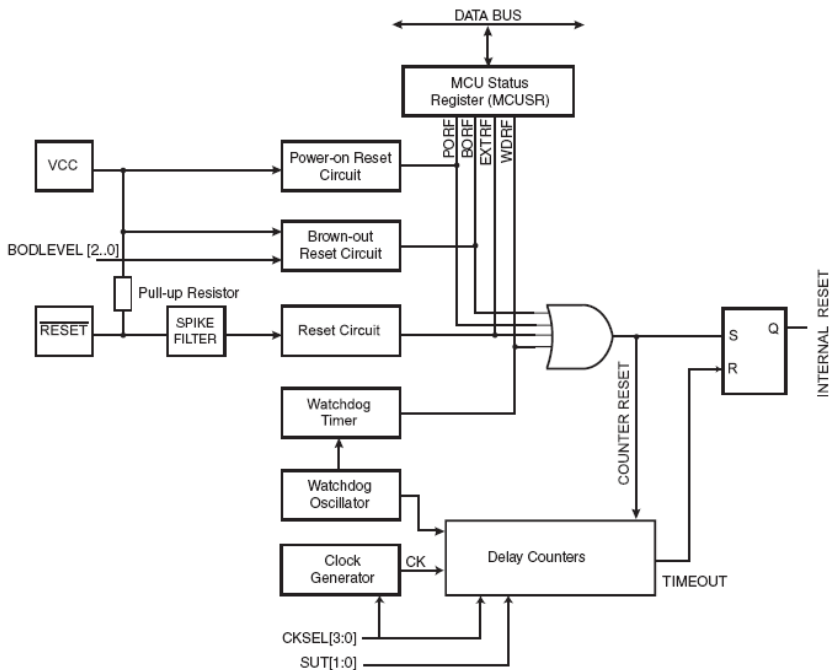 DATA BUS
MCU Status
Register (MCUSR)
PORF
BORF
EXTRF
WDRF
VCC
Power-on Reset
Circuit
BODLEVEL [2..0]
Brown-out
Reset Circuit
Pull-up Resistor
RESET
SPIKE
FILTER
Reset Circuit
S
Q
R
INTERNAL RESET
COUNTER RESET
Watchdog
Timer
Watchdog
Oscillator
Clock
Generator
CK
Delay Counters
TIMEOUT
CKSEL[3:0]
SUT[1:0]